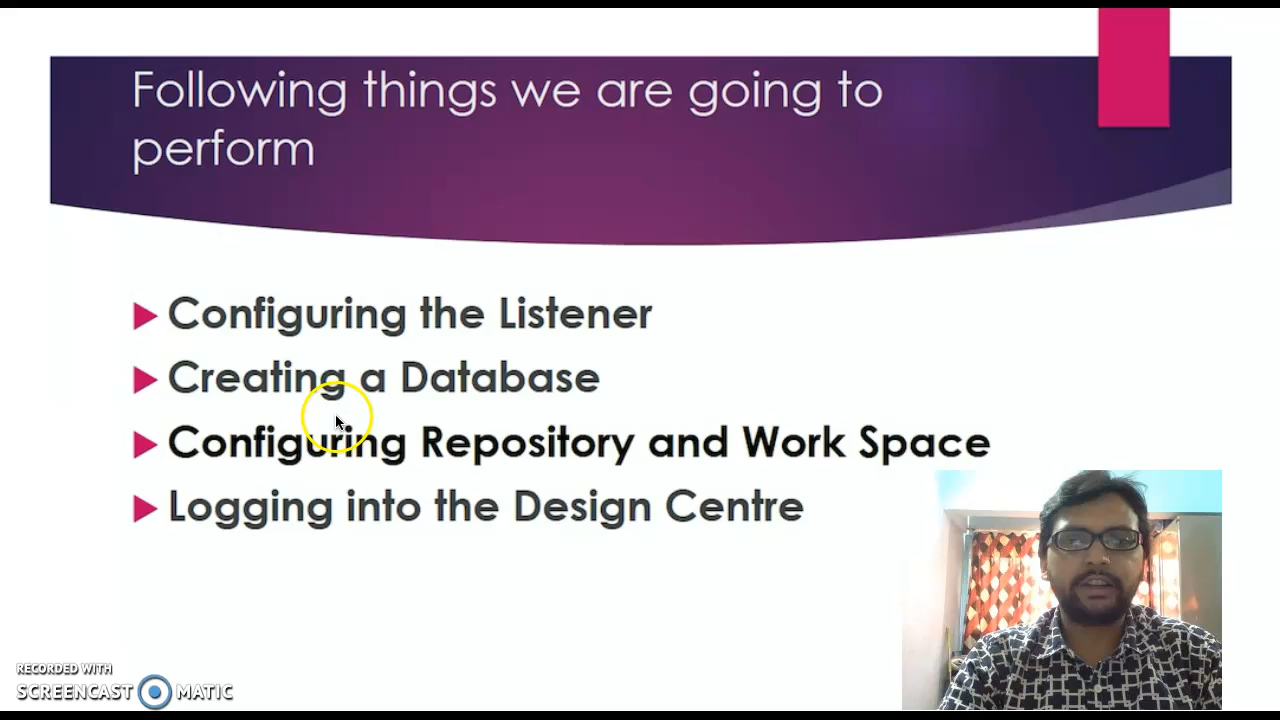 Following things we are going to
perform
Configuring the Listener
Creating a Database
Configuring Repository and Work Space
Logging into the Design Centre
RECORDED WITH
SCREENCAST MATIC